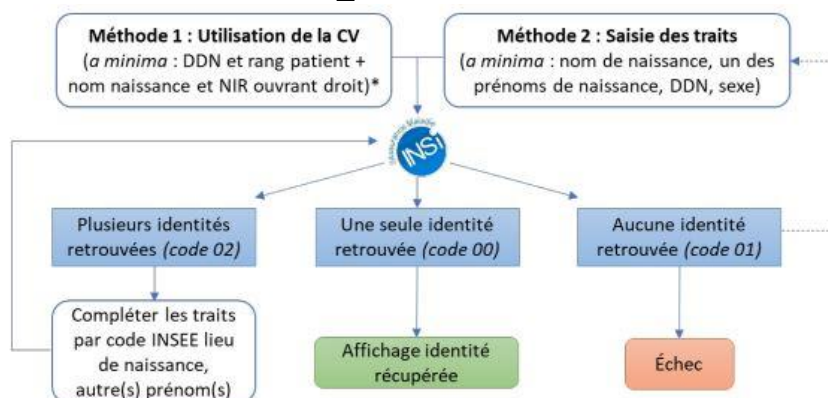 Méthode 1 : Utilisation de la CV
(a minima : DDN et rang patient +
nom naissance et NIR ouvrant droit)*
Méthode 2 : Saisie des traits
(a minima : nom de naissance, un des
prénoms de naissance, DDN, sexe)
l'Assurance Maladie
INSi
Plusieurs identités
retrouvées (code 02)
Une seule identité
retrouvée (code 00)
Aucune identité
retrouvée (code 01)
Compléter les traits
par code INSEE lieu
de naissance,
autre(s) prénom(s)
Affichage identité
récupérée
Échec